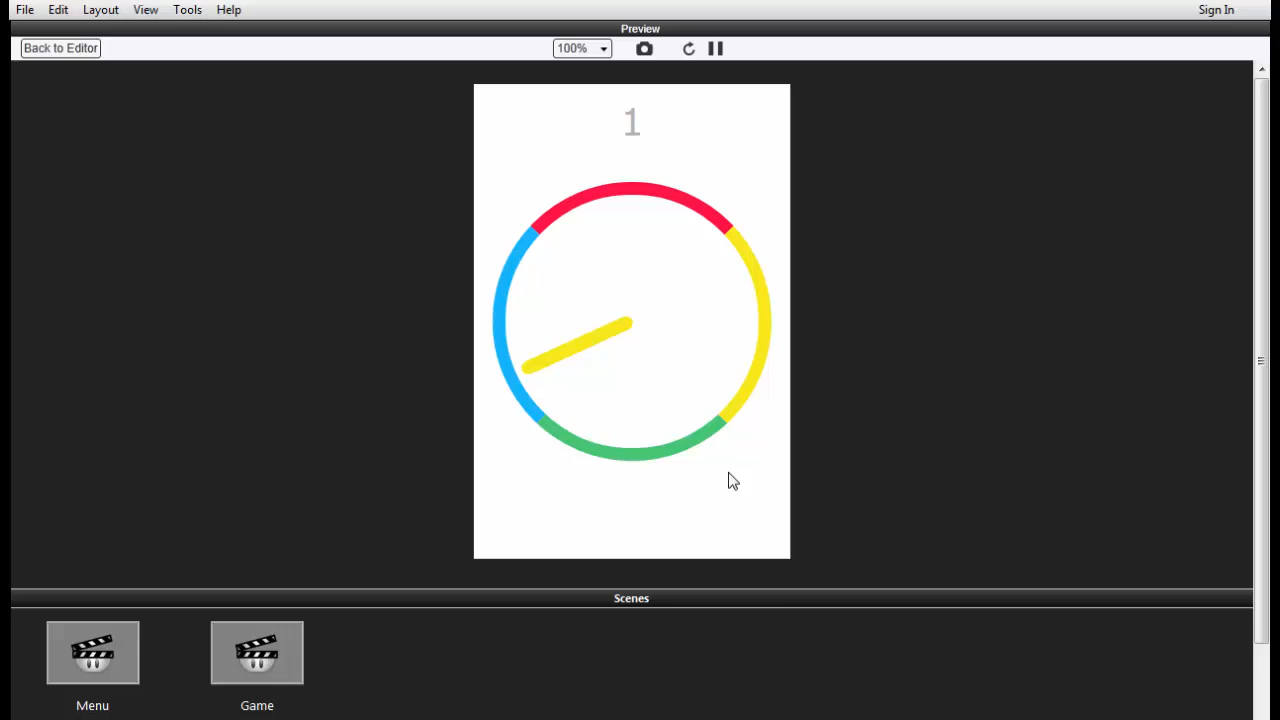 File Edit Layout View Tools Help Sign In
Preview
Back to Editor 100%
1
Scenes
Menu Game